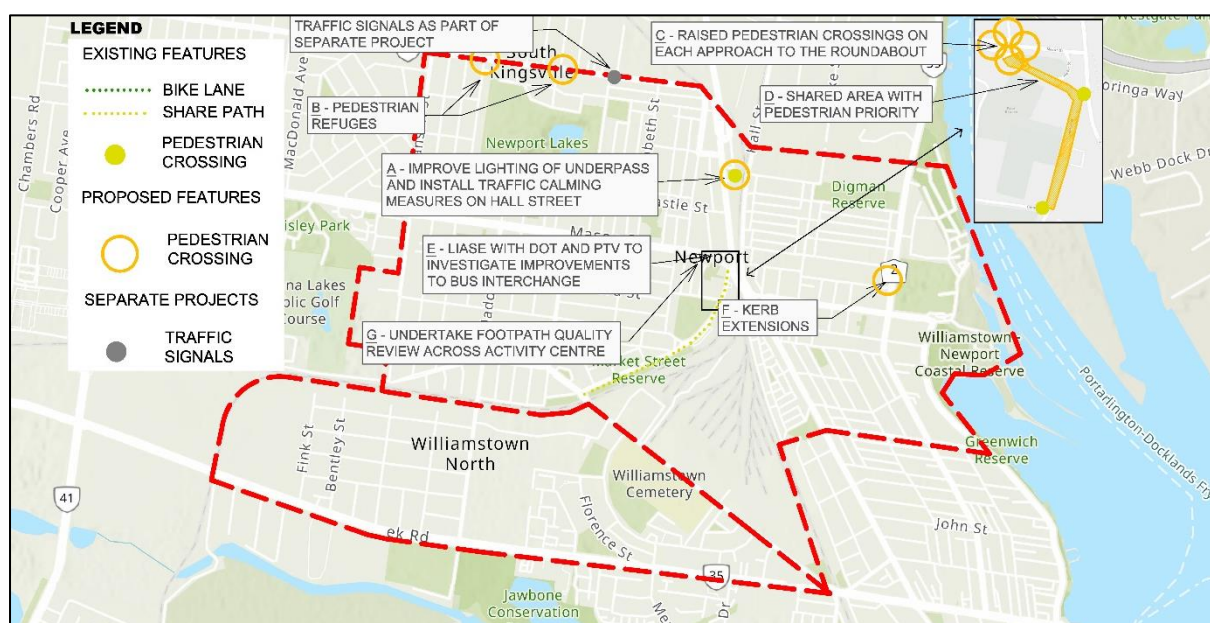 LEGEND
EXISTING FEATURES
BIKE LANE
SHARE PATH
PEDESTRIAN
CROSSING
PROPOSED FEATURES
PEDESTRIAN
CROSSING
SEPARATE PROJECTS
TRAFFIC
SIGNALS
TRAFFIC SIGNALS AS PART OF
SEPARATE PROJECT
C - RAISED PEDESTRIAN CROSSINGS ON
EACH APPROACH TO THE ROUNDABOUT
D - SHARED AREA WITH
PEDESTRIAN PRIORITY
B - PEDESTRIAN
REFUGES
A - IMPROVE LIGHTING OF UNDERPASS
AND INSTALL TRAFFIC CALMING
MEASURES ON HALL STREET
E - LIASE WITH DOT AND PTV TO
INVESTIGATE IMPROVEMENTS
TO BUS INTERCHANGE
F - KERB
EXTENSIONS
G - UNDERTAKE FOOTPATH QUALITY
REVIEW ACROSS ACTIVITY CENTRE
Chambers Rd
Cooper Ave
MacDonald Ave
South
Kingsville
Newport Lakes
Hall St
Digman
Reserve
Webb Dock Dr
Newport
2
Market Street
Reserve
Williamstown -
Newport
Coastal Reserve
Portarlington-Docklands Fry
Greenwich
Reserve
Williamstown
North
Fink St
Bentley St
Williamstown
Cemetery
Florence St
John St
41
35
ek Rd
Jawbone
Conservation
Dr